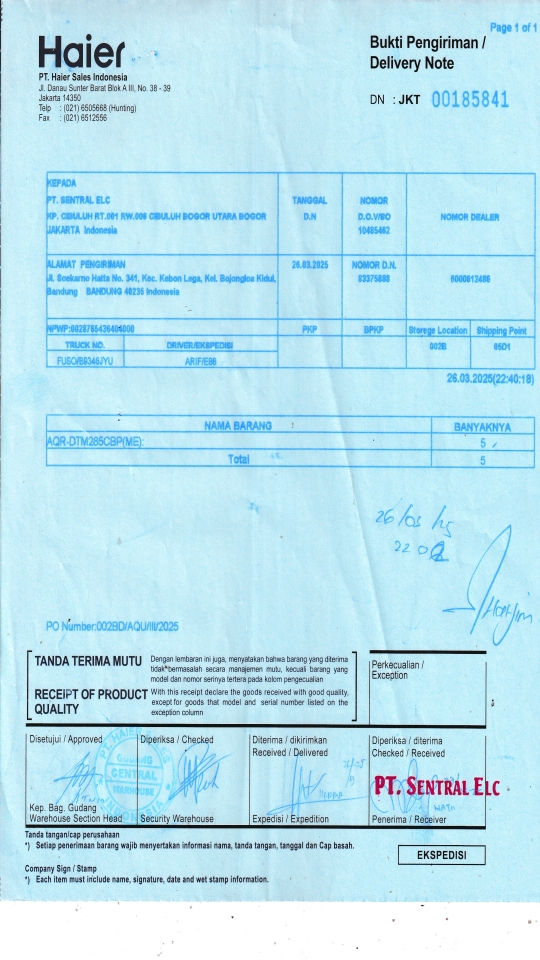 Page 1 of 1
Haier
Bukti Pengiriman /
Delivery Note
PT. Haier Sales Indonesia
Jl. Danau Sunter Barat Blok A III, No. 38 - 39
Jakarta 14350
Telp : (021) 6505668 (Hunting)
Fax : (021) 6512556
DN : JKT 00185841
KEPADA
PT. SENTRAL ELC
KP. CIBULUH RT.001 RW.006 CIBULUH BOGOR UTARA BOGOR
JAKARTA Indonesia
TANGGAL
D.N
NOMOR
D.O.V/SO
10485462
NOMOR DEALER
ALAMAT PENGIRIMAN
Jl. Soekarno Hatta No. 341, Kec. Kebon Lega, Kel. Bojongloa Kidul,
Bandung BANDUNG 40235 Indonesia
26.03.2025
NOMOR D.N.
83375888
6000612486
PKP BPKP Storege Location Shipping Point
TRUCK NO. DRIVER/EKSPEDISI 002B 65D1
FUSO/B9346JYU ARIF/E86
26.03.2025(22:40:18)
NAMA BARANG BANYAKNYA
AQR-DTM285CBP(ME): 5
Total 5
26/03/25
PO Number:002BD/AQU/III/2025
TANDA TERIMA MUTU
Dengan lembaran ini juga, menyatakan bahwa barang yang diterima
tidak bermasalah secara manajemen mutu, kecuali barang yang
model dan nomor serinya tertera pada kolom pengecualian
RECEIPT OF PRODUCT
QUALITY
With this receipt declare the goods received with good quality,
except for goods that model and serial number listed on the
exception column
Perkecualian /
Exception
Disetujui / Approved
Diperiksa / Checked
Diterima / dikirimkan
Received / Delivered
Diperiksa / diterima
Checked / Received
GUDANG
CENTRAL
WAREHOUSE
PT. SENTRAL ELC
Kep. Bag. Gudang
Warehouse Section Head
Security Warehouse
Expedisi / Expedition
Penerima / Receiver
Tanda tangan/cap perusahaan
*) Setiap penerimaan barang wajib menyertakan informasi nama, tanda tangan, tanggal dan Cap basah.
EKSPEDISI
Company Sign / Stamp
*) Each item must include name, signature, date and wet stamp information.